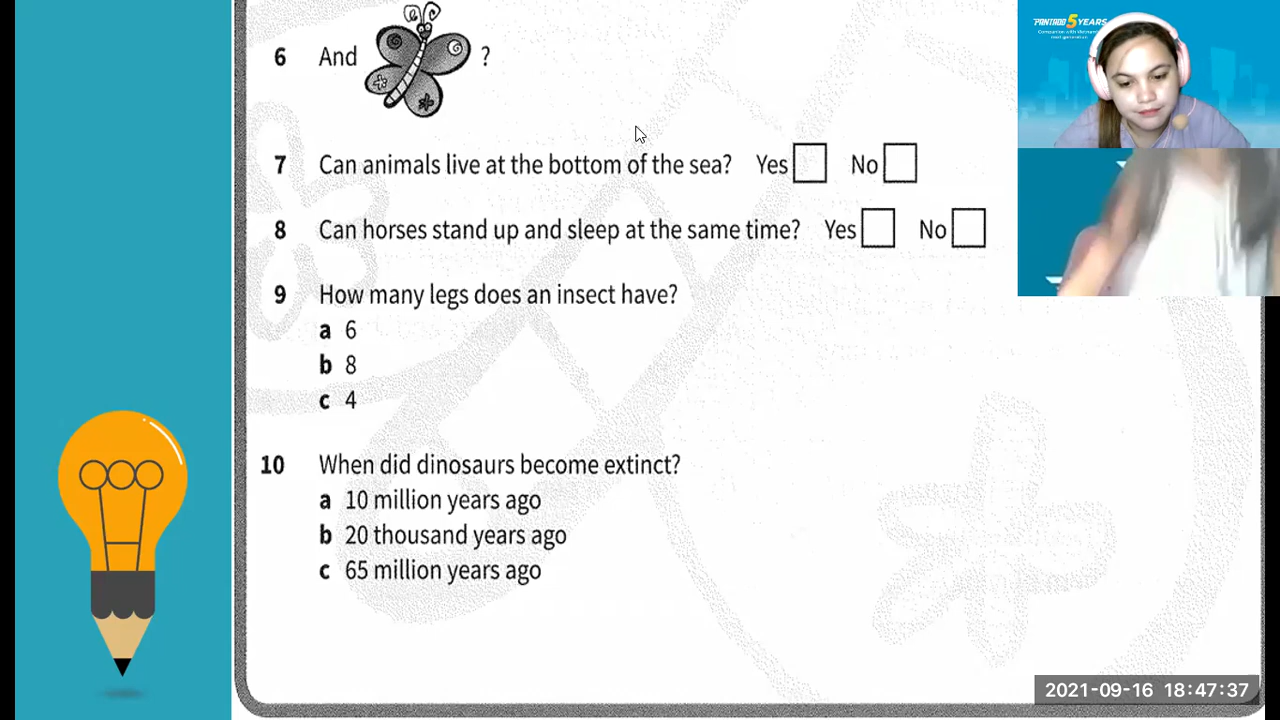 6 And ?
PANTADO 5 YEARS
7 Can animals live at the bottom of the sea? Yes No
8 Can horses stand up and sleep at the same time? Yes No
9 How many legs does an insect have?
a 6
b 8
c 4
10 When did dinosaurs become extinct?
a 10 million years ago
b 20 thousand years ago
c 65 million years ago
2021-09-16 18:47:37